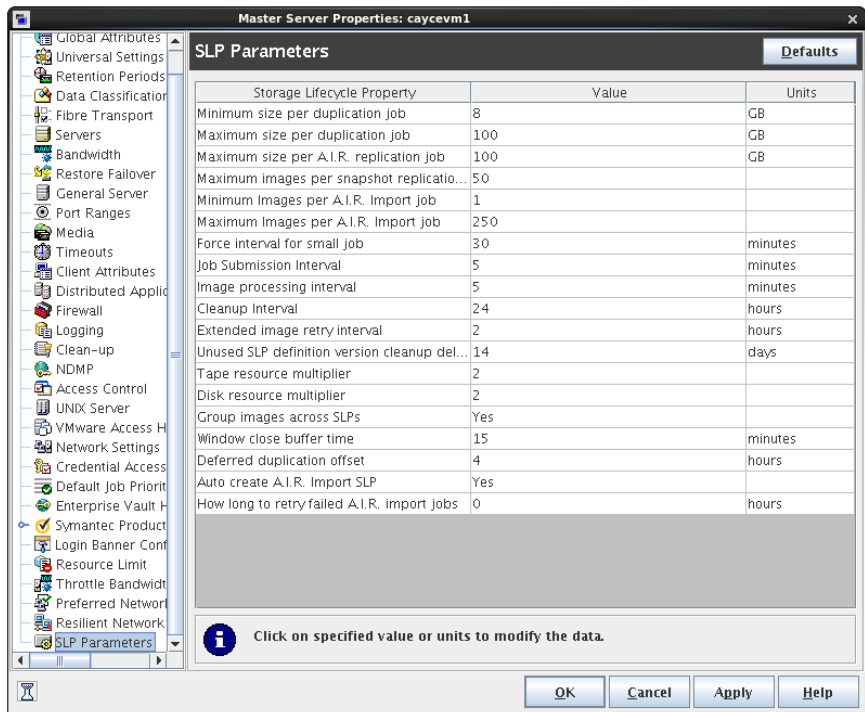 Master Server Properties: caycevm1
Global Attributes
Universal Settings
Retention Periods
Data Classification
Fibre Transport
Servers
Bandwidth
Restore Failover
General Server
Port Ranges
Media
Timeouts
Client Attributes
Distributed Applic
Firewall
Logging
Clean-up
NDMP
Access Control
UNIX Server
VMware Access H
Network Settings
Credential Access
Default Job Priorit
Enterprise Vault H
Symantec Product
Login Banner Conf
Resource Limit
Throttle Bandwidt
Preferred Networl
Resilient Network
SLP Parameters
SLP Parameters
Defaults
Storage Lifecycle Property Value Units
Minimum size per duplication job 8 GB
Maximum size per duplication job 100 GB
Maximum size per A.I.R. replication job 100 GB
Maximum images per snapshot replicatio... 50
Minimum Images per A.I.R. Import job 1
Maximum Images per A.I.R. Import job 250
Force interval for small job 30 minutes
Job Submission Interval 5 minutes
Image processing interval 5 minutes
Cleanup Interval 24 hours
Extended image retry interval 2 hours
Unused SLP definition version cleanup del... 14 days
Tape resource multiplier 2
Disk resource multiplier 2
Group images across SLPs Yes
Window close buffer time 15 minutes
Deferred duplication offset 4 hours
Auto create A.I.R. Import SLP Yes
How long to retry failed A.I.R. import jobs 0 hours
Click on specified value or units to modify the data.
OK Cancel Apply Help